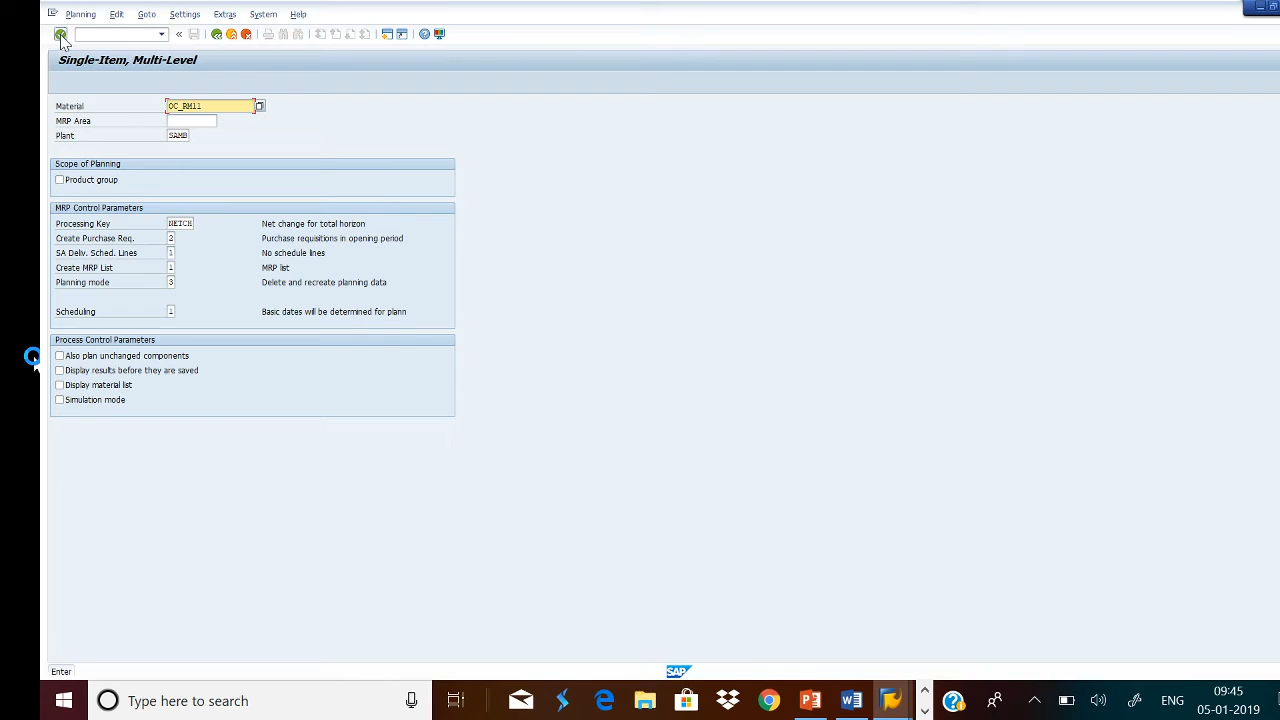 Planning Edit Goto Settings Extras System Help
Single-Item, Multi-Level
Material OC_RM11
MRP Area
Plant SAMB
Scope of Planning
Product group
MRP Control Parameters
Processing Key NETCH Net change for total horizon
Create Purchase Req. 2 Purchase requisitions in opening period
SA Deliv. Sched. Lines 1 No schedule lines
Create MRP List 1 MRP list
Planning mode 3 Delete and recreate planning data
Scheduling 1 Basic dates will be determined for plann
Process Control Parameters
Also plan unchanged components
Display results before they are saved
Display material list
Simulation mode
Enter
SAP
Type here to search
ENG
09:45
05-01-2019